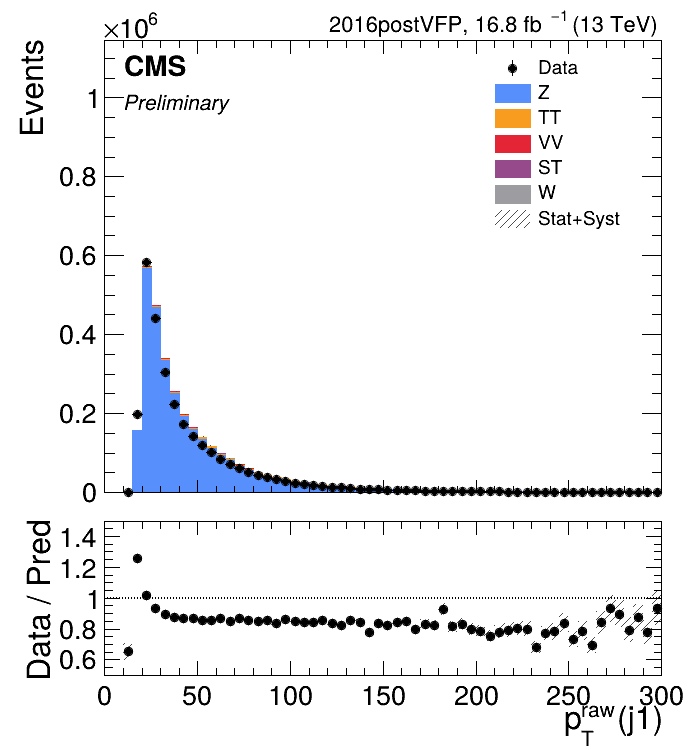 ×10⁶
2016postVFP, 16.8 fb ⁻¹ (13 TeV)
CMS
Preliminary
Events
Data
Z
TT
VV
ST
W
Stat+Syst
1
0.8
0.6
0.4
0.2
0
Data / Pred
1.4
1.2
1
0.8
0.6
0 50 100 150 200 250 300
p_T^raw(j1)